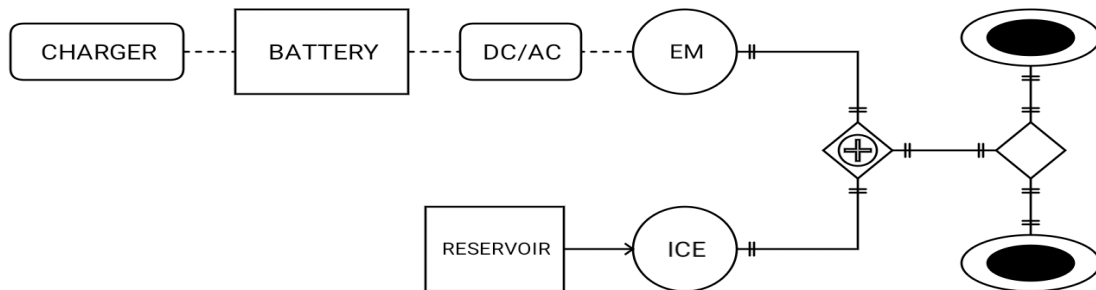 CHARGER
BATTERY
DC/AC
EM
RESERVOIR
ICE